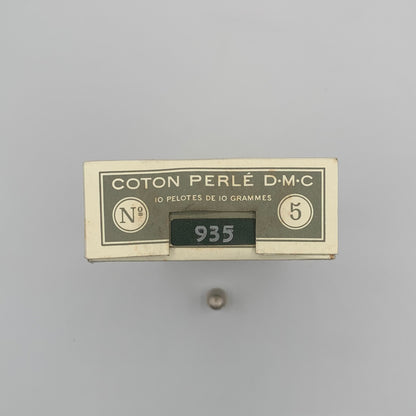 COTON PERLÉ D·M·C
10 PELOTES DE 10 GRAMMES
Nº 5
935